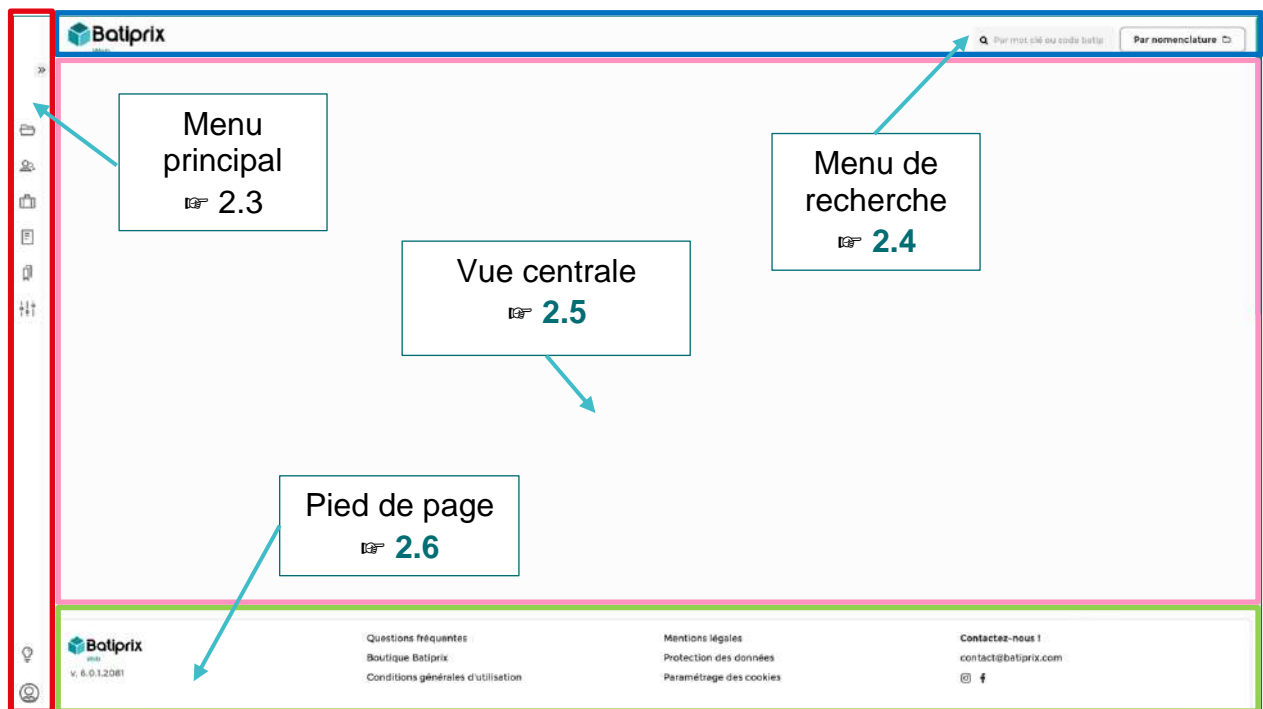 Batiprix
Web
Par mot clé ou code batip
Par nomenclature
»
Menu
principal
☞ 2.3
Menu de
recherche
☞ 2.4
Vue centrale
☞ 2.5
Pied de page
☞ 2.6
Batiprix
Web
v. 6.0.1.2081
Questions fréquentes
Boutique Batiprix
Conditions générales d'utilisation
Mentions légales
Protection des données
Paramétrage des cookies
Contactez-nous !
contact@batiprix.com